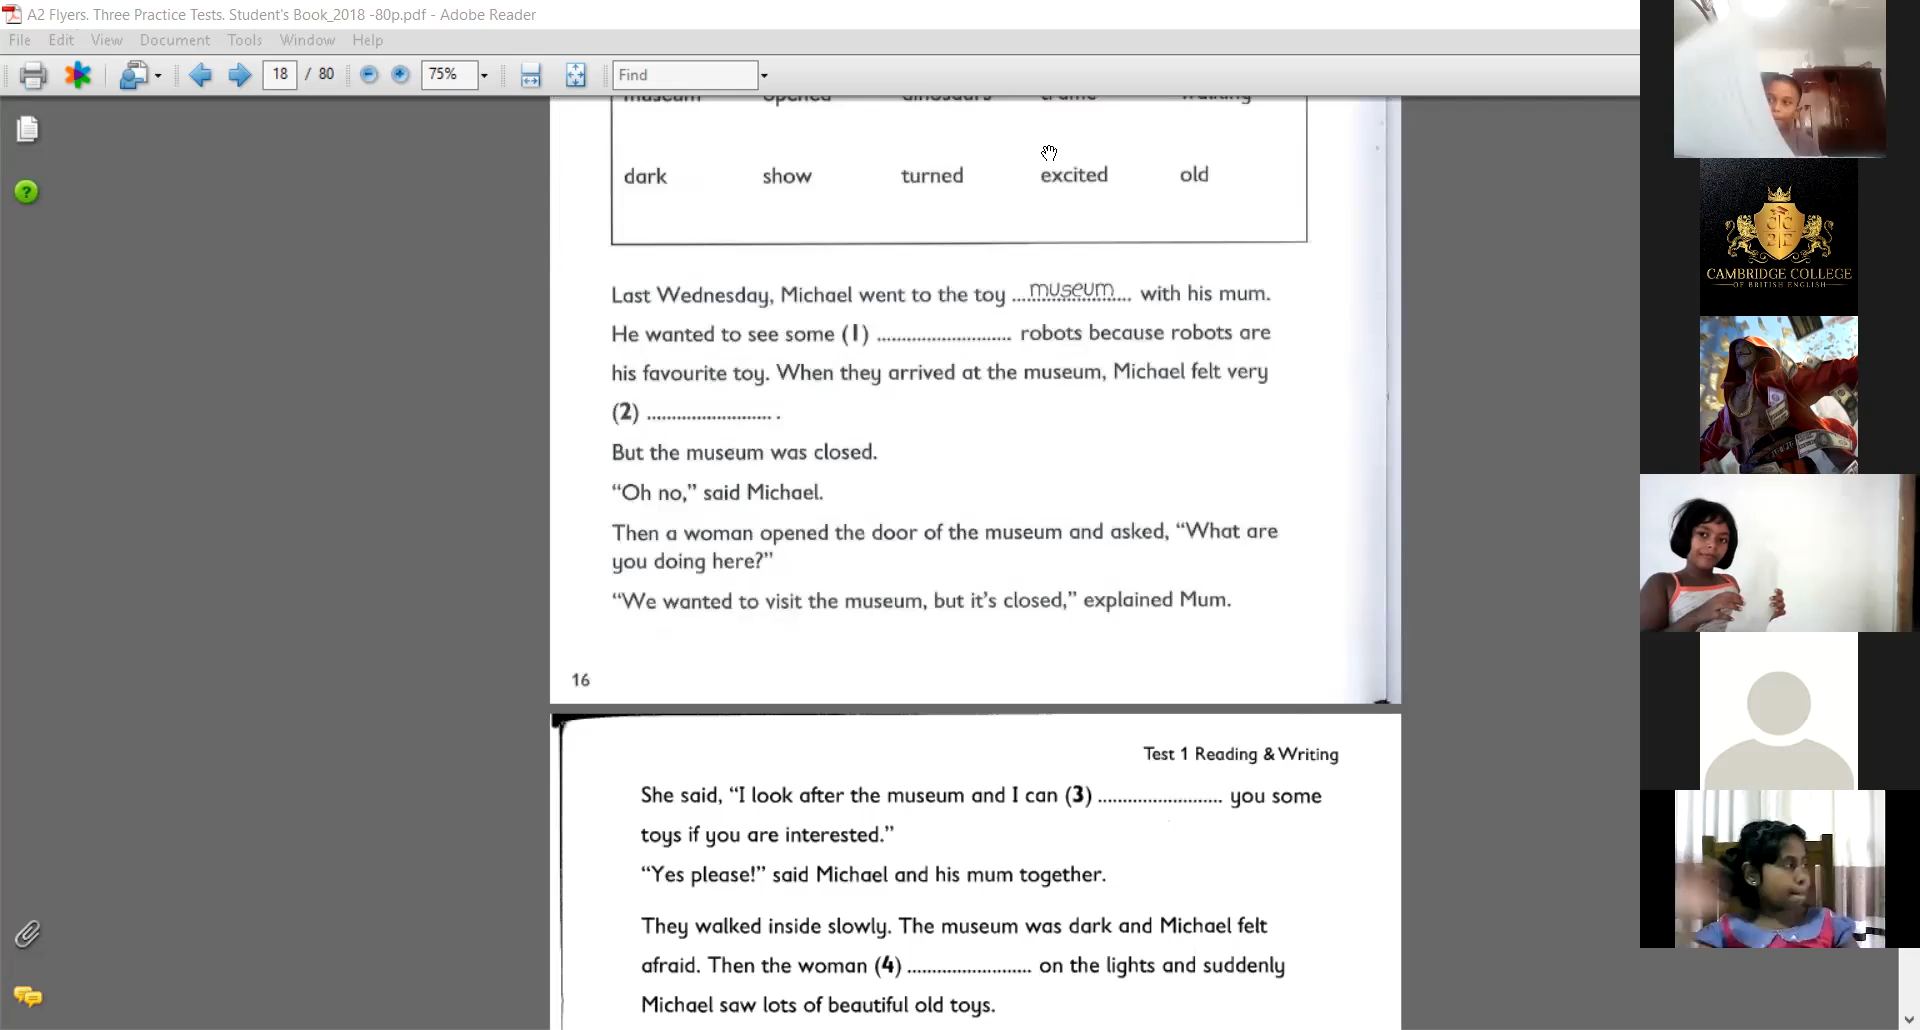 A2 Flyers. Three Practice Tests. Student's Book_2018 -80p.pdf - Adobe Reader
File Edit View Document Tools Window Help
18 / 80 75% Find
museum opened dinosaurs traffic walking
dark show turned excited old
Last Wednesday, Michael went to the toy ....museum.... with his mum.
He wanted to see some (1) ........................... robots because robots are
his favourite toy. When they arrived at the museum, Michael felt very
(2) ......................... .
But the museum was closed.
“Oh no,” said Michael.
Then a woman opened the door of the museum and asked, “What are
you doing here?”
“We wanted to visit the museum, but it’s closed,” explained Mum.
16
Test 1 Reading & Writing
She said, “I look after the museum and I can (3) ......................... you some
toys if you are interested.”
“Yes please!” said Michael and his mum together.
They walked inside slowly. The museum was dark and Michael felt
afraid. Then the woman (4) ......................... on the lights and suddenly
Michael saw lots of beautiful old toys.
CAMBRIDGE COLLEGE
OF BRITISH ENGLISH